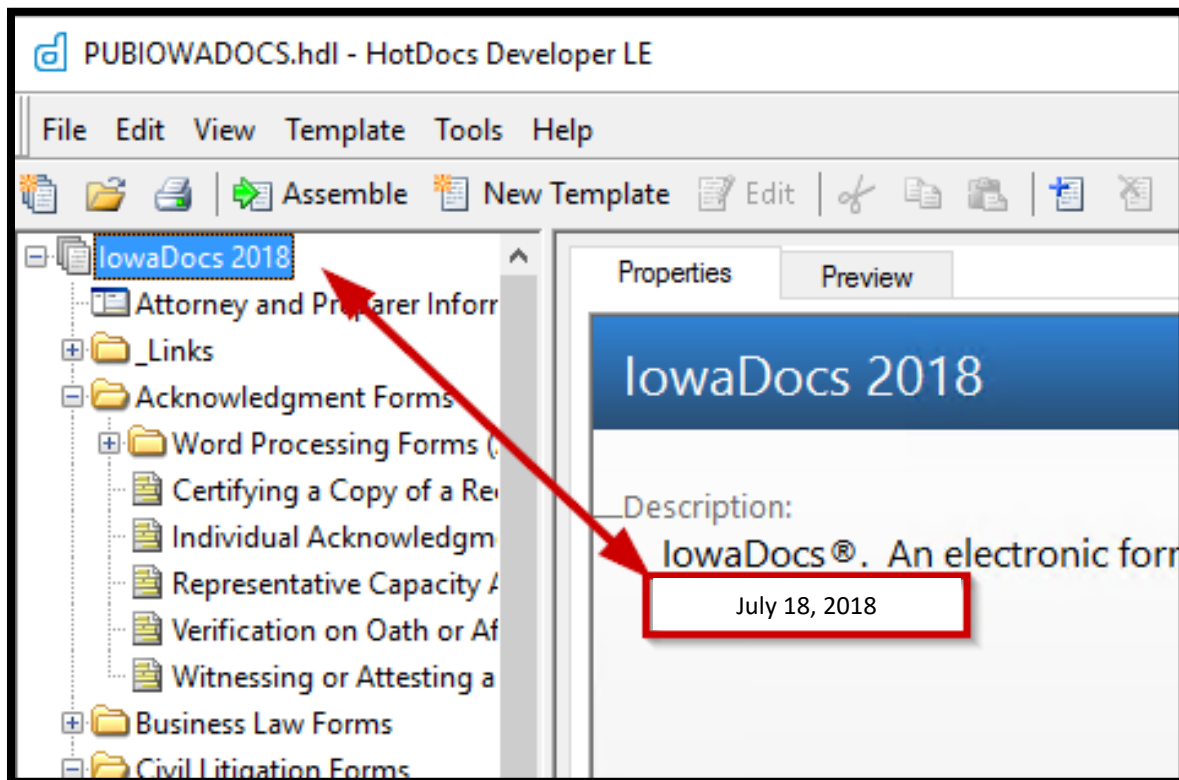 PUBIOWADOCS.hdl - HotDocs Developer LE
File Edit View Template Tools Help
Assemble New Template Edit
IowaDocs 2018
Attorney and Preparer Inforr
_Links
Acknowledgment Forms
Word Processing Forms (
Certifying a Copy of a Re
Individual Acknowledgm
Representative Capacity A
Verification on Oath or Af
Witnessing or Attesting a
Business Law Forms
Civil Litigation Forms
Properties Preview
IowaDocs 2018
Description:
IowaDocs®. An electronic forr
July 18, 2018